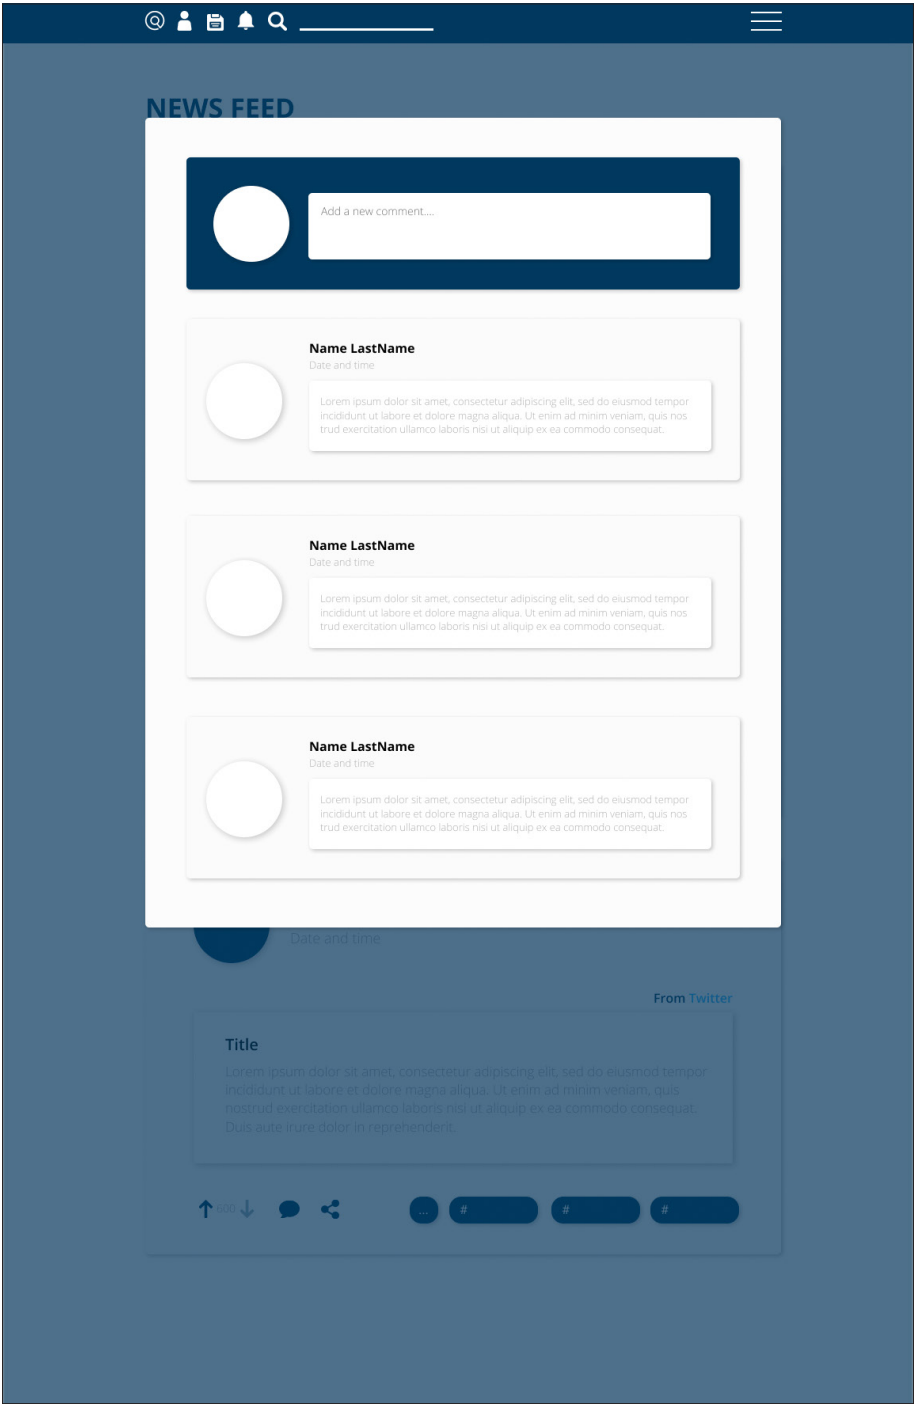 NEWS FEED
Add a new comment....
Name LastName
Date and time
Lorem ipsum dolor sit amet, consectetur adipiscing elit, sed do eiusmod tempor
incididunt ut labore et dolore magna aliqua. Ut enim ad minim veniam, quis nos
trud exercitation ullamco laboris nisi ut aliquip ex ea commodo consequat.
Name LastName
Date and time
Lorem ipsum dolor sit amet, consectetur adipiscing elit, sed do eiusmod tempor
incididunt ut labore et dolore magna aliqua. Ut enim ad minim veniam, quis nos
trud exercitation ullamco laboris nisi ut aliquip ex ea commodo consequat.
Name LastName
Date and time
Lorem ipsum dolor sit amet, consectetur adipiscing elit, sed do eiusmod tempor
incididunt ut labore et dolore magna aliqua. Ut enim ad minim veniam, quis nos
trud exercitation ullamco laboris nisi ut aliquip ex ea commodo consequat.
Date and time
From Twitter
Title
Lorem ipsum dolor sit amet, consectetur adipiscing elit, sed do eiusmod tempor
incididunt ut labore et dolore magna aliqua. Ut enim ad minim veniam, quis
nostrud exercitation ullamco laboris nisi ut aliquip ex ea commodo consequat.
Duis aute irure dolor in reprehenderit.
600 ... # # #